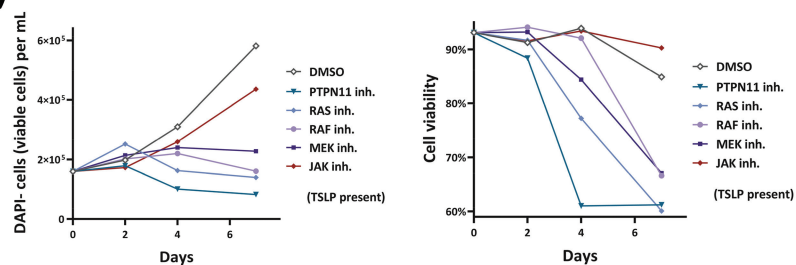 DAPI- cells (viable cells) per mL
6×10⁵
4×10⁵
2×10⁵
0
0 2 4 6
Days
DMSO
PTPN11 inh.
RAS inh.
RAF inh.
MEK inh.
JAK inh.
(TSLP present)
Cell viability
90%
80%
70%
60%
0 2 4 6
Days
DMSO
PTPN11 inh.
RAS inh.
RAF inh.
MEK inh.
JAK inh.
(TSLP present)